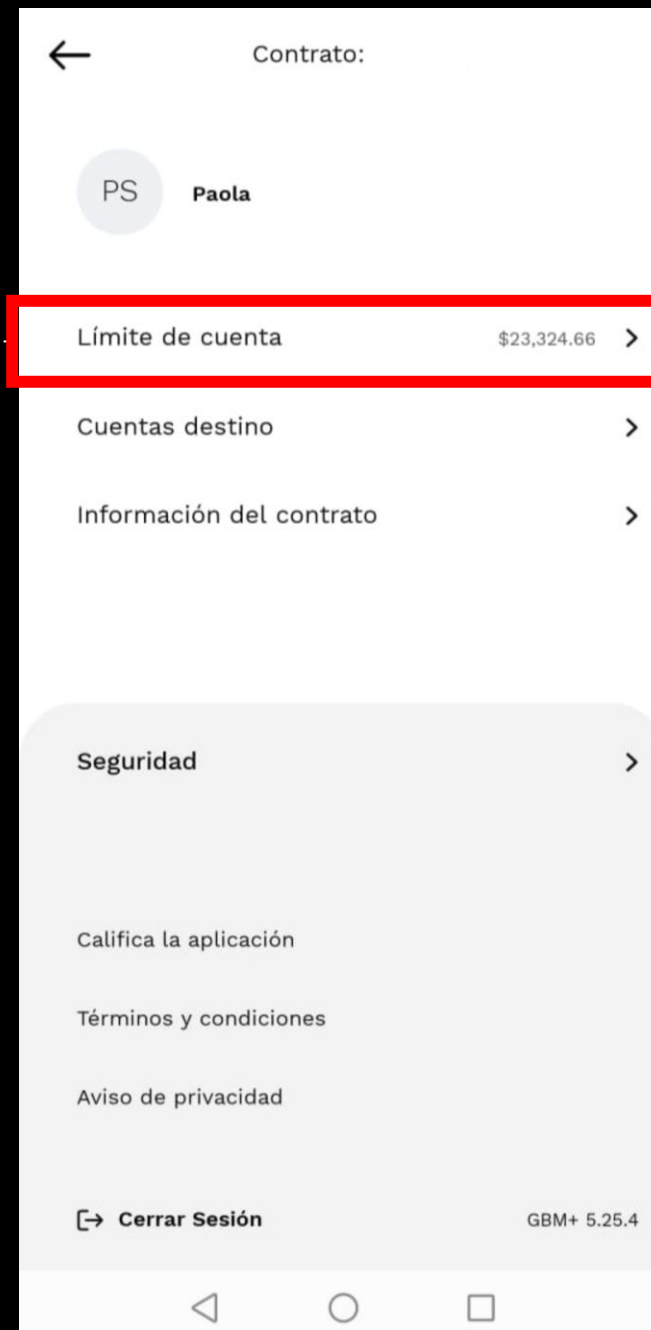 Contrato:
PS
Paola
Límite de cuenta $23,324.66
Cuentas destino
Información del contrato
Seguridad
Califica la aplicación
Términos y condiciones
Aviso de privacidad
Cerrar Sesión GBM+ 5.25.4